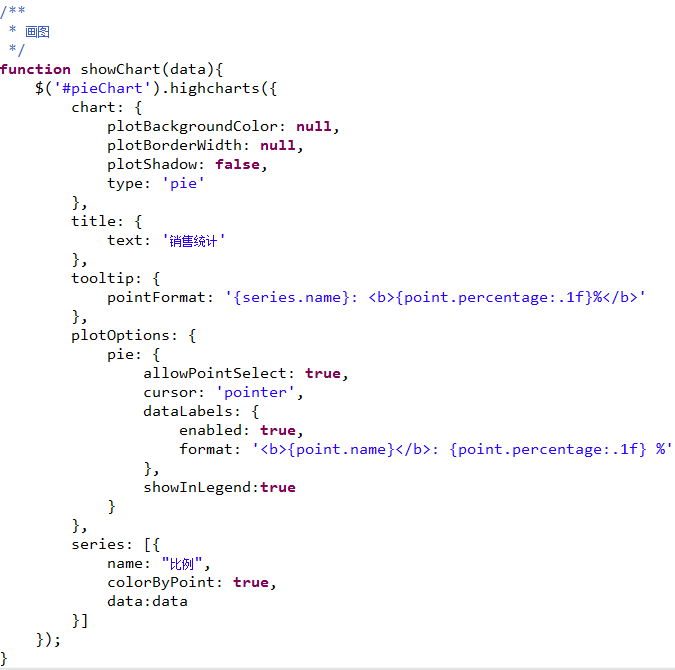 /**
 * 画图
 */
function showChart(data){
    $('#pieChart').highcharts({
        chart: {
            plotBackgroundColor: null,
            plotBorderWidth: null,
            plotShadow: false,
            type: 'pie'
        },
        title: {
            text: '销售统计'
        },
        tooltip: {
            pointFormat: '{series.name}: <b>{point.percentage:.1f}%</b>'
        },
        plotOptions: {
            pie: {
                allowPointSelect: true,
                cursor: 'pointer',
                dataLabels: {
                    enabled: true,
                    format: '<b>{point.name}</b>: {point.percentage:.1f} %'
                },
                showInLegend:true
            }
        },
        series: [{
            name: "比例",
            colorByPoint: true,
            data:data
        }]
    });
}